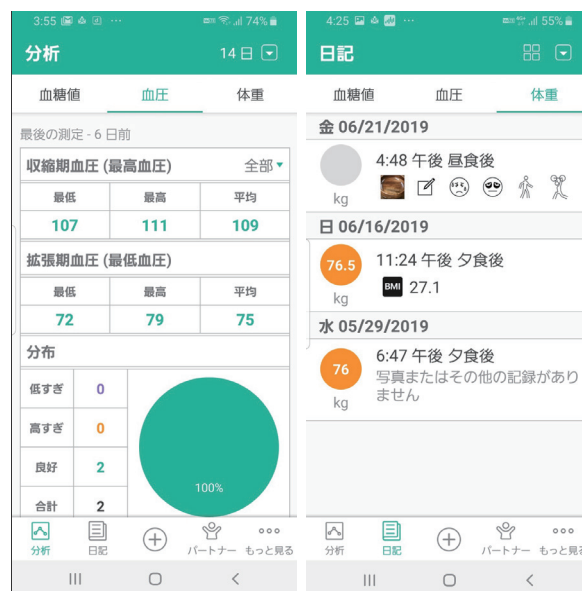 3:55 74%
分析 14 日
血糖値 血圧 体重
最後の測定 - 6 日前
収縮期血圧 (最高血圧) 全部
最低 最高 平均
107 111 109
拡張期血圧 (最低血圧)
最低 最高 平均
72 79 75
分布
低すぎ 0
高すぎ 0
良好 2
合計 2
100%
分析 日記 パートナー もっと見る
4:25 55%
日記
血糖値 血圧 体重
金 06/21/2019
4:48 午後 昼食後
kg
日 06/16/2019
76.5 11:24 午後 夕食後
kg BMI 27.1
水 05/29/2019
76 6:47 午後 夕食後
写真またはその他の記録があり
kg ません
分析 日記 パートナー もっと見る